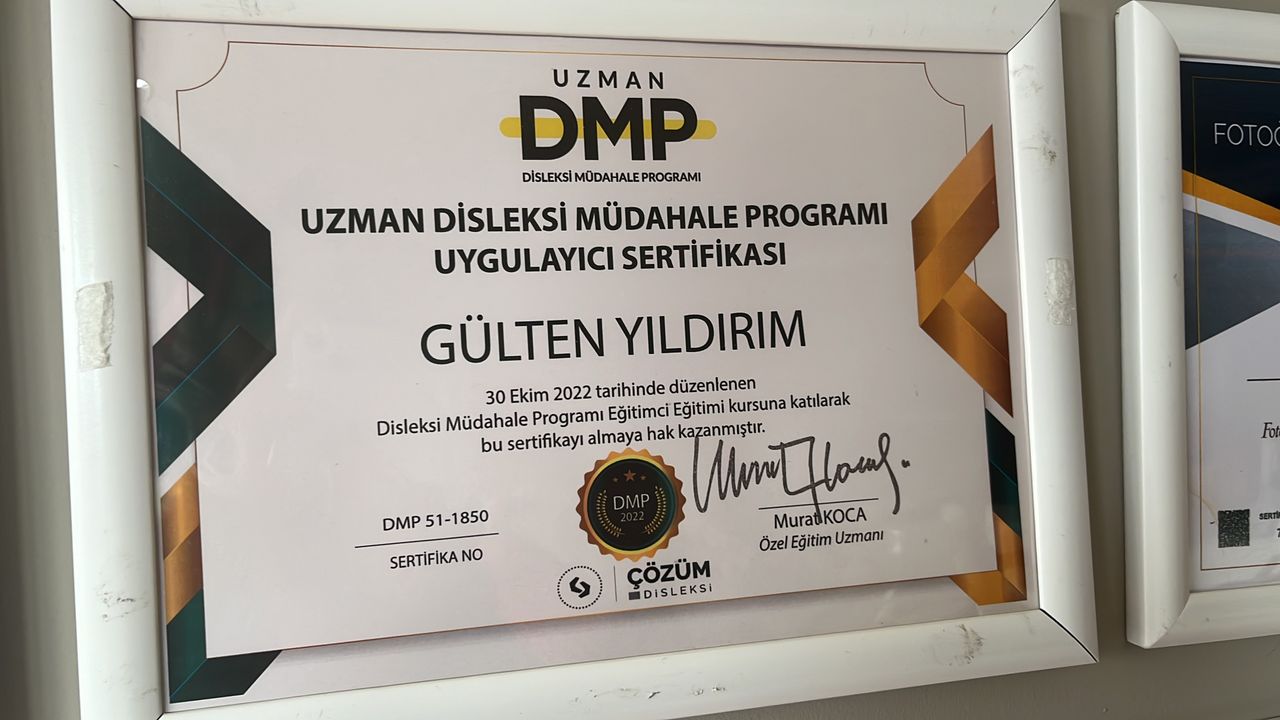 UZMAN
DMP
DİSLEKSİ MÜDAHALE PROGRAMI
UZMAN DİSLEKSİ MÜDAHALE PROGRAMI
UYGULAYICI SERTİFİKASI
GÜLTEN YILDIRIM
30 Ekim 2022 tarihinde düzenlenen
Disleksi Müdahale Programı Eğitimci Eğitimi kursuna katılarak
bu sertifikayı almaya hak kazanmıştır.
DMP 51-1850
SERTİFİKA NO
DMP
2022
Murat KOCA
Özel Eğitim Uzmanı
ÇÖZÜM
DİSLEKSİ